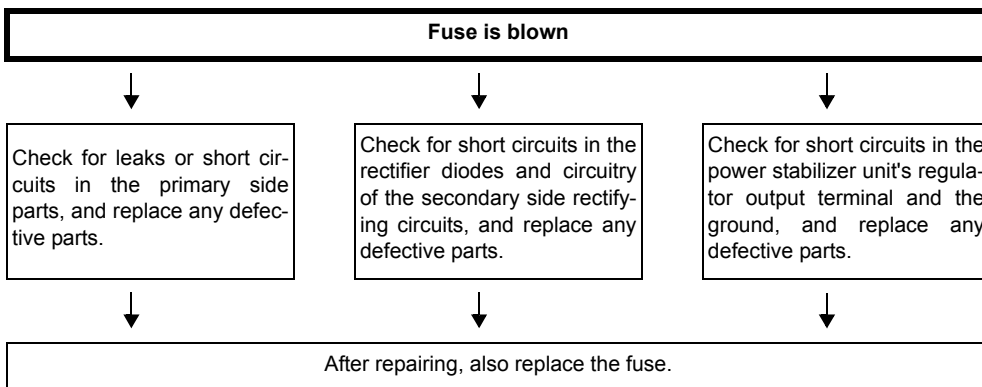 Fuse is blown
Check for leaks or short cir-
cuits in the primary side
parts, and replace any defec-
tive parts.
Check for short circuits in the
rectifier diodes and circuitry
of the secondary side rectify-
ing circuits, and replace any
defective parts.
Check for short circuits in the
power stabilizer unit's regula-
tor output terminal and the
ground, and replace any
defective parts.
After repairing, also replace the fuse.